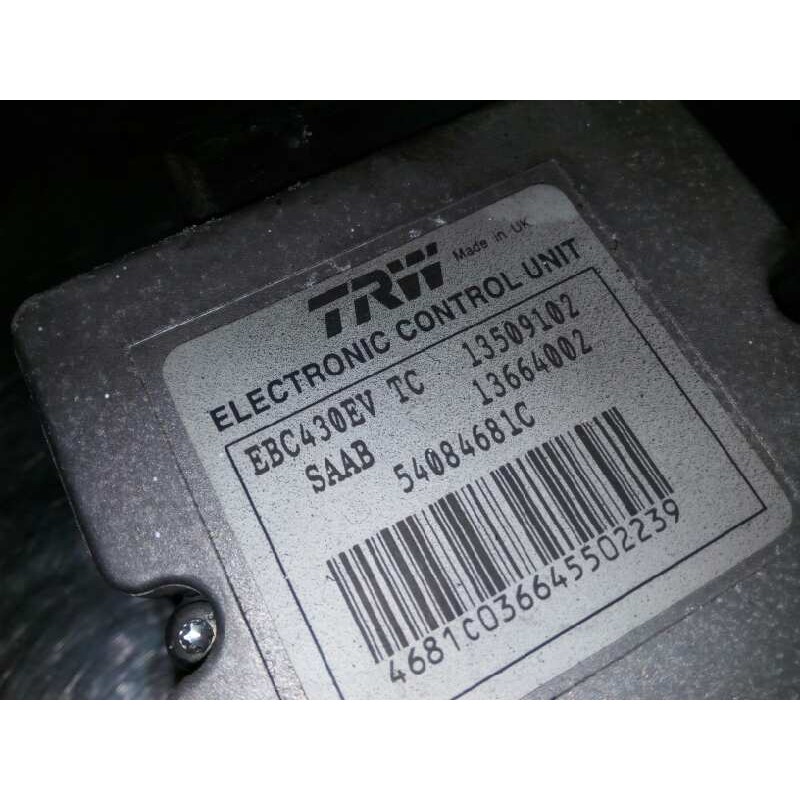 TRW Made in UK
ELECTRONIC CONTROL UNIT
EBC430EV TC 13509102
SAAB 13664002
54084681C
4681C036645502239